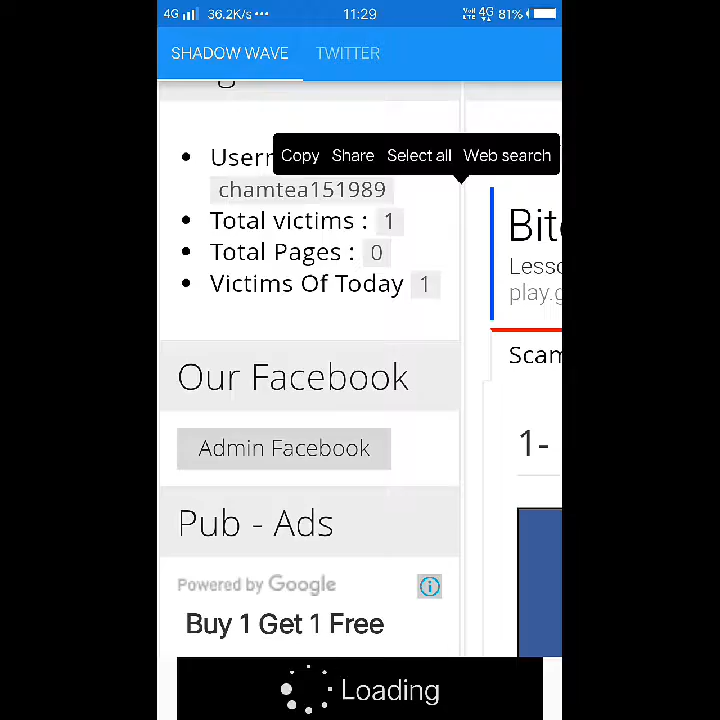 4G 36.2K/s 11:29 4G 81%
SHADOW WAVE TWITTER
Copy Share Select all Web search
chamtea151989
Total victims : 1
Total Pages : 0
Victims Of Today 1
Our Facebook
Admin Facebook
Pub - Ads
Powered by Google
Buy 1 Get 1 Free
Loading
Bit
Lesso
play.g
Scam
1-